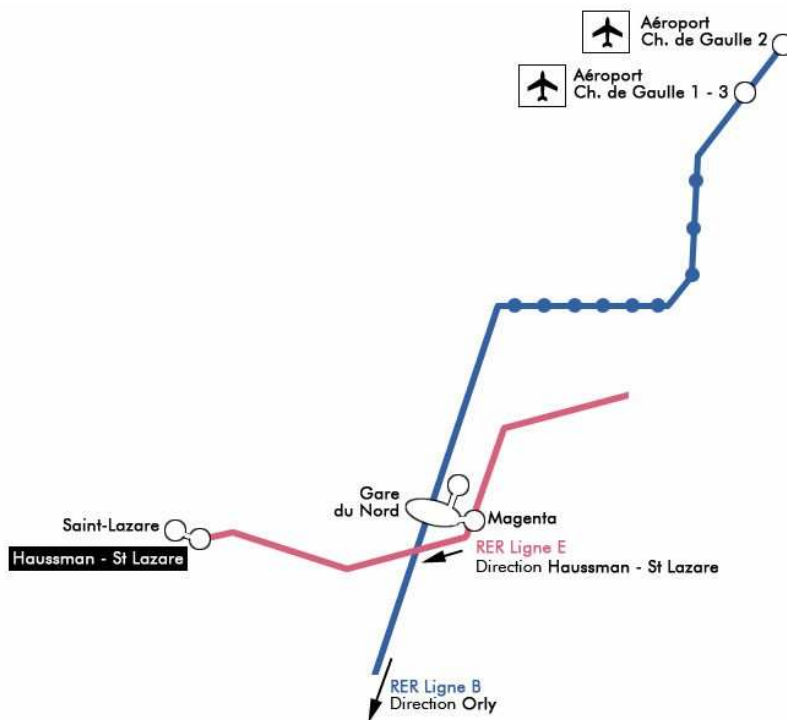 Aéroport
Ch. de Gaulle 2
Aéroport
Ch. de Gaulle 1 - 3
Gare
du Nord
Magenta
Saint-Lazare
Haussman - St Lazare
RER Ligne E
Direction Haussman - St Lazare
RER Ligne B
Direction Orly